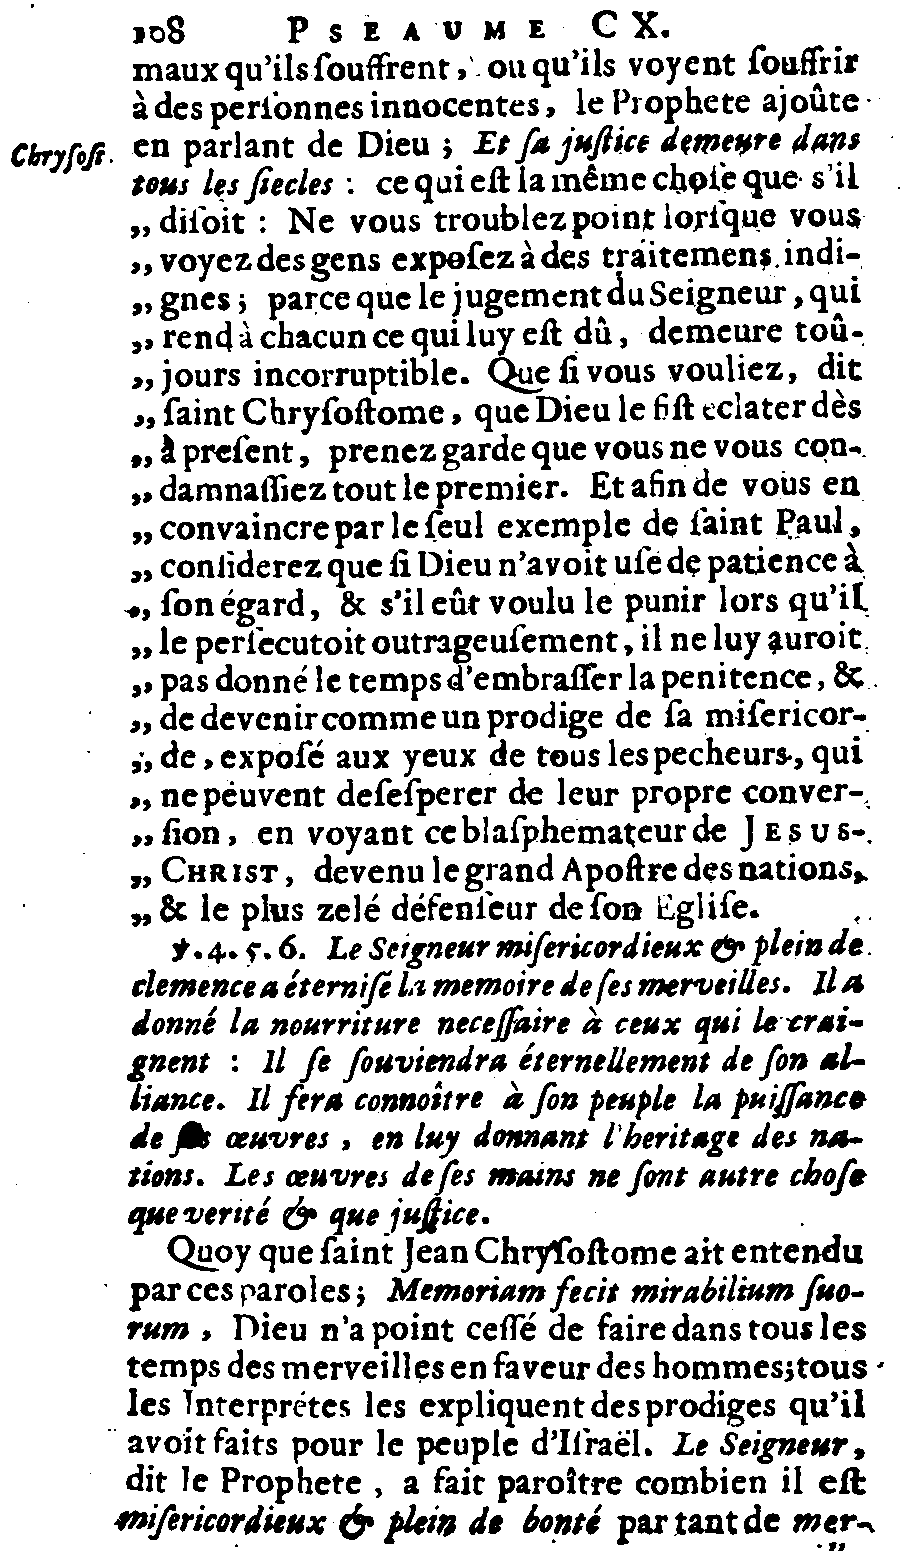 108 PSEAUME CX.
maux qu'ils ſouffrent, ou qu'ils voyent ſouffrir
à des perſonnes innocentes, le Prophete ajoûte
Chryſoſt.
en parlant de Dieu ; Et ſa juſtice demeure dans
tous les ſiecles : ce qui eſt la même choſe que s'il
„ diſoit : Ne vous troublez point lorſque vous
„ voyez des gens expoſez à des traitemens indi-
„ gnes ; parce que le jugement du Seigneur, qui
„ rend à chacun ce qui luy eſt dû, demeure toû-
„ jours incorruptible. Que ſi vous vouliez, dit
„ ſaint Chryſoſtome, que Dieu le fiſt eclater dès
„ à preſent, prenez garde que vous ne vous con-
„ damnaſſiez tout le premier. Et afin de vous en
„ convaincre par le ſeul exemple de ſaint Paul,
„ conſiderez que ſi Dieu n'avoit uſé de patience à
„ ſon égard, & s'il eût voulu le punir lors qu'il
„ le perſecutoit outrageuſement, il ne luy auroit
„ pas donné le temps d'embraſſer la penitence, &
„ de devenir comme un prodige de ſa miſericor-
„ de, expoſé aux yeux de tous les pecheurs, qui
„ ne peuvent deſeſperer de leur propre conver-
„ ſion, en voyant ce blaſphemateur de JESUS-
„ CHRIST, devenu le grand Apoſtre des nations,
„ & le plus zelé défenſeur de ſon Egliſe.
℣. 4. 5. 6. Le Seigneur miſericordieux & plein de
clemence a éterniſé la memoire de ſes merveilles. Il a
donné la nourriture neceſſaire à ceux qui le crai-
gnent : Il ſe ſouviendra éternellement de ſon al-
liance. Il fera connoître à ſon peuple la puiſſance
de ſes œuvres, en luy donnant l'heritage des na-
tions. Les œuvres de ſes mains ne ſont autre choſe
que verité & que juſtice.
Quoy que ſaint Jean Chryſoſtome ait entendu
par ces paroles ; Memoriam fecit mirabilium ſuo-
rum, Dieu n'a point ceſſé de faire dans tous les
temps des merveilles en faveur des hommes; tous
les Interprétes les expliquent des prodiges qu'il
avoit faits pour le peuple d'Iſraël. Le Seigneur,
dit le Prophete, a fait paroître combien il eſt
miſericordieux & plein de bonté par tant de mer-